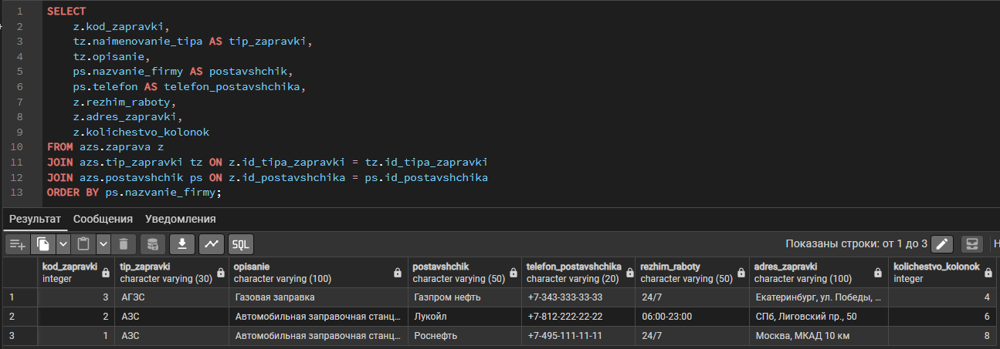 1 SELECT
2 z.kod_zapravki,
3 tz.naimenovanie_tipa AS tip_zapravki,
4 tz.opisanie,
5 ps.nazvanie_firmy AS postavshchik,
6 ps.telefon AS telefon_postavshchika,
7 z.rezhim_raboty,
8 z.adres_zapravki,
9 z.kolichestvo_kolonok
10 FROM azs.zaprava z
11 JOIN azs.tip_zapravki tz ON z.id_tipa_zapravki = tz.id_tipa_zapravki
12 JOIN azs.postavshchik ps ON z.id_postavshchika = ps.id_postavshchika
13 ORDER BY ps.nazvanie_firmy;
Результат Сообщения Уведомления
SQL Показаны строки: от 1 до 3 Н
kod_zapravki tip_zapravki opisanie postavshchik telefon_postavshchika rezhim_raboty adres_zapravki kolichestvo_kolonok
integer character varying (30) character varying (100) character varying (50) character varying (20) character varying (50) character varying (100) integer
1 3 АГЗС Газовая заправка Газпром нефть +7-343-333-33-33 24/7 Екатеринбург, ул. Победы, ... 4
2 2 АЗС Автомобильная заправочная станц... Лукойл +7-812-222-22-22 06:00-23:00 СПб, Лиговский пр., 50 6
3 1 АЗС Автомобильная заправочная станц... Роснефть +7-495-111-11-11 24/7 Москва, МКАД 10 км 8